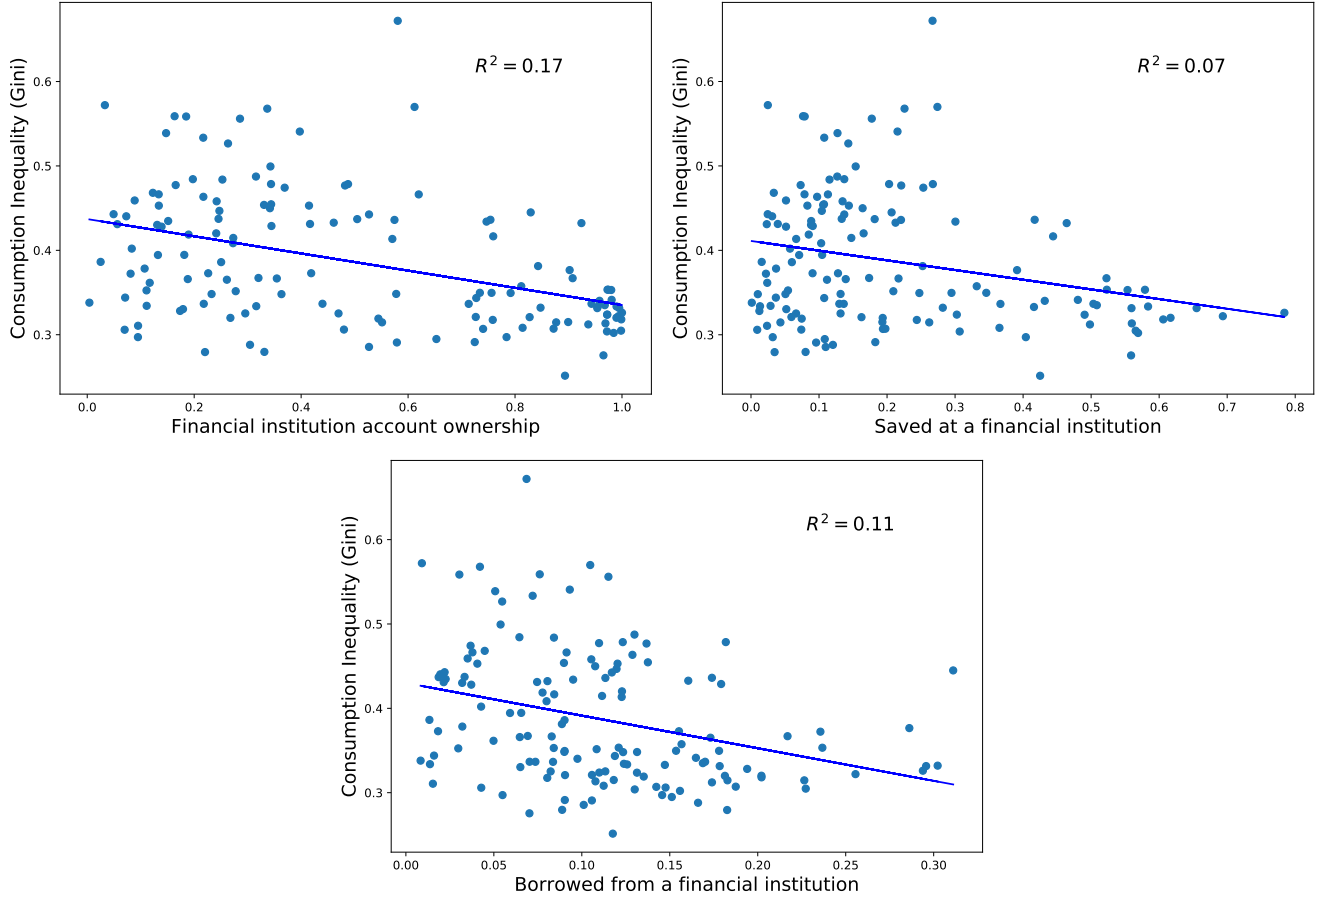 Consumption Inequality (Gini)
0.6
0.5
0.4
0.3
R² = 0.17
0.0 0.2 0.4 0.6 0.8 1.0
Financial institution account ownership
Consumption Inequality (Gini)
0.6
0.5
0.4
0.3
R² = 0.07
0.0 0.1 0.2 0.3 0.4 0.5 0.6 0.7 0.8
Saved at a financial institution
Consumption Inequality (Gini)
0.6
0.5
0.4
0.3
R² = 0.11
0.00 0.05 0.10 0.15 0.20 0.25 0.30
Borrowed from a financial institution